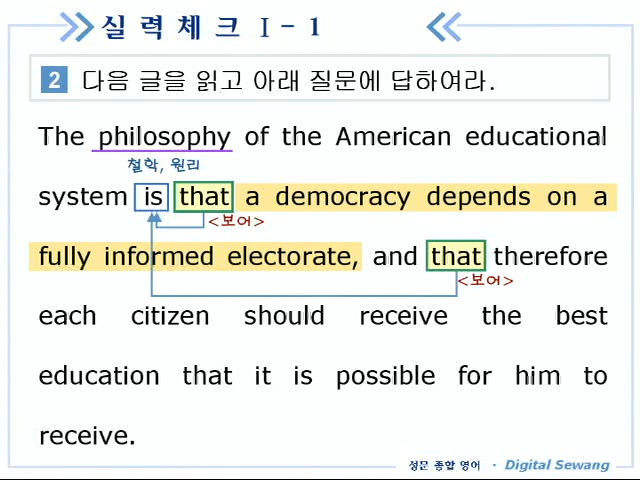 실 력 체 크 I - 1
2 다음 글을 읽고 아래 질문에 답하여라.
The philosophy of the American educational
철학, 원리
system is that a democracy depends on a
<보어>
fully informed electorate, and that therefore
<보어>
each citizen should receive the best
education that it is possible for him to
receive.
성문 종합 영어 · Digital Sewang